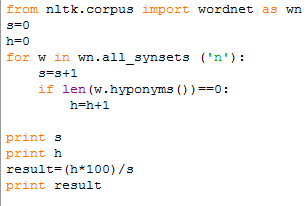 from nltk.corpus import wordnet as wn
s=0
h=0
for w in wn.all_synsets ('n'):
    s=s+1
    if len(w.hyponyms())==0:
        h=h+1

print s
print h
result=(h*100)/s
print result